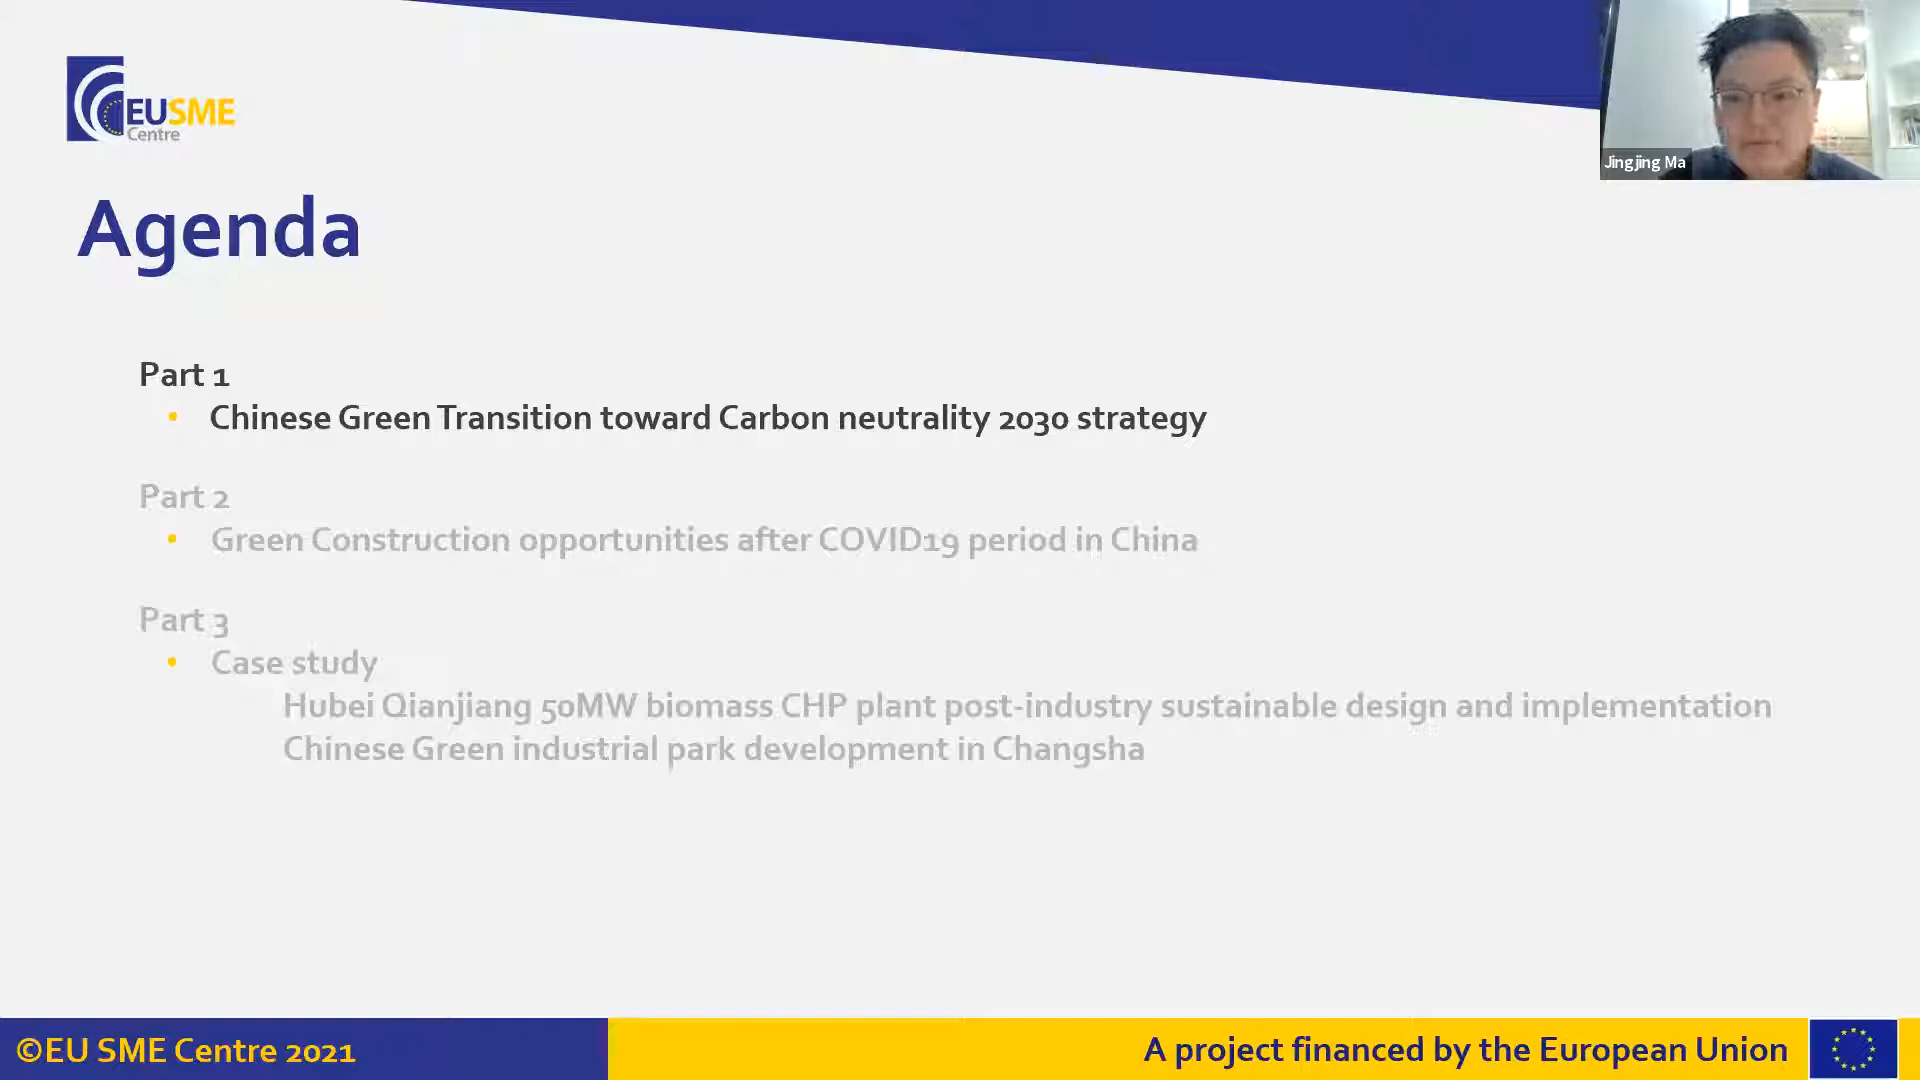 EUSME
Centre
Jingjing Ma
Agenda
Part 1
• Chinese Green Transition toward Carbon neutrality 2030 strategy
Part 2
• Green Construction opportunities after COVID19 period in China
Part 3
• Case study
Hubei Qianjiang 50MW biomass CHP plant post-industry sustainable design and implementation
Chinese Green industrial park development in Changsha
©EU SME Centre 2021
A project financed by the European Union